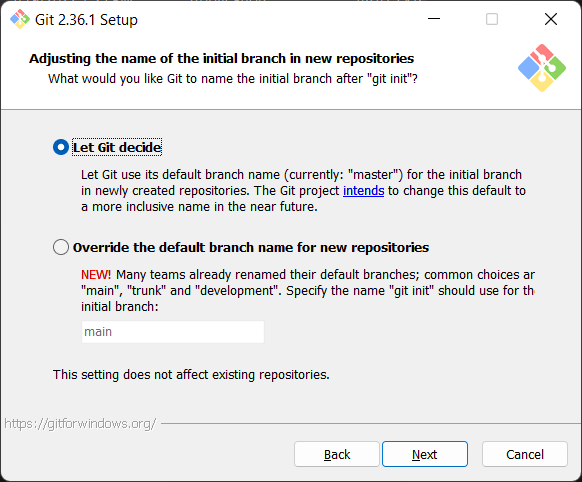 Git 2.36.1 Setup
Adjusting the name of the initial branch in new repositories
What would you like Git to name the initial branch after "git init"?
Let Git decide
Let Git use its default branch name (currently: "master") for the initial branch
in newly created repositories. The Git project intends to change this default to
a more inclusive name in the near future.
Override the default branch name for new repositories
NEW! Many teams already renamed their default branches; common choices ar
"main", "trunk" and "development". Specify the name "git init" should use for th
initial branch:
main
This setting does not affect existing repositories.
https://gitforwindows.org/
Back
Next
Cancel